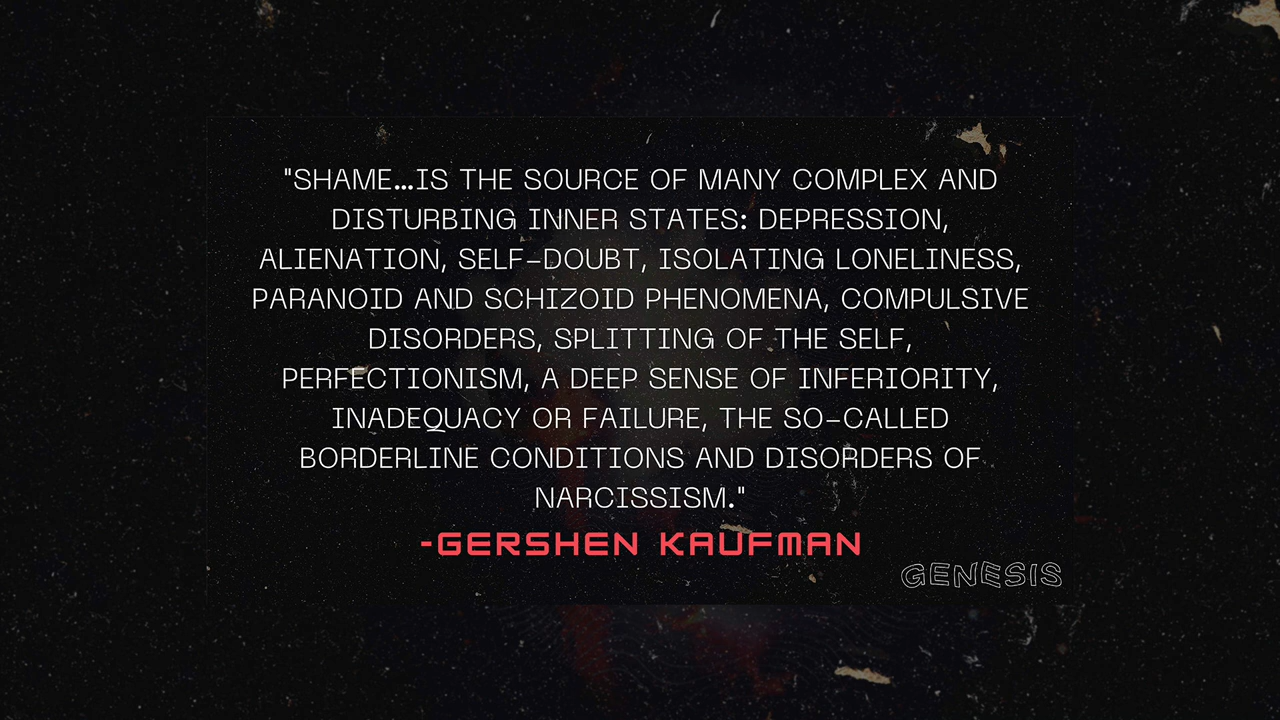 "SHAME...IS THE SOURCE OF MANY COMPLEX AND
DISTURBING INNER STATES: DEPRESSION,
ALIENATION, SELF-DOUBT, ISOLATING LONELINESS,
PARANOID AND SCHIZOID PHENOMENA, COMPULSIVE
DISORDERS, SPLITTING OF THE SELF,
PERFECTIONISM, A DEEP SENSE OF INFERIORITY,
INADEQUACY OR FAILURE, THE SO-CALLED
BORDERLINE CONDITIONS AND DISORDERS OF
NARCISSISM."
-GERSHEN KAUFMAN
GENESIS